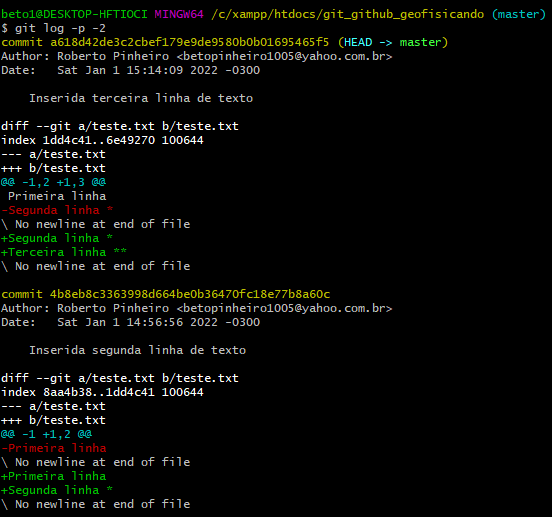 beto1@DESKTOP-HFTIOCI MINGW64 /c/xampp/htdocs/git_github_geofisicando (master)
$ git log -p -2
commit a618d42de3c2cbef179e9de9580b0b01695465f5 (HEAD -> master)
Author: Roberto Pinheiro <betopinheiro1005@yahoo.com.br>
Date:   Sat Jan 1 15:14:09 2022 -0300

    Inserida terceira linha de texto

diff --git a/teste.txt b/teste.txt
index 1dd4c41..6e49270 100644
--- a/teste.txt
+++ b/teste.txt
@@ -1,2 +1,3 @@
 Primeira linha
-Segunda linha *
\ No newline at end of file
+Segunda linha *
+Terceira linha **
\ No newline at end of file

commit 4b8eb8c3363998d664be0b36470fc18e77b8a60c
Author: Roberto Pinheiro <betopinheiro1005@yahoo.com.br>
Date:   Sat Jan 1 14:56:56 2022 -0300

    Inserida segunda linha de texto

diff --git a/teste.txt b/teste.txt
index 8aa4b38..1dd4c41 100644
--- a/teste.txt
+++ b/teste.txt
@@ -1 +1,2 @@
-Primeira linha
\ No newline at end of file
+Primeira linha
+Segunda linha *
\ No newline at end of file